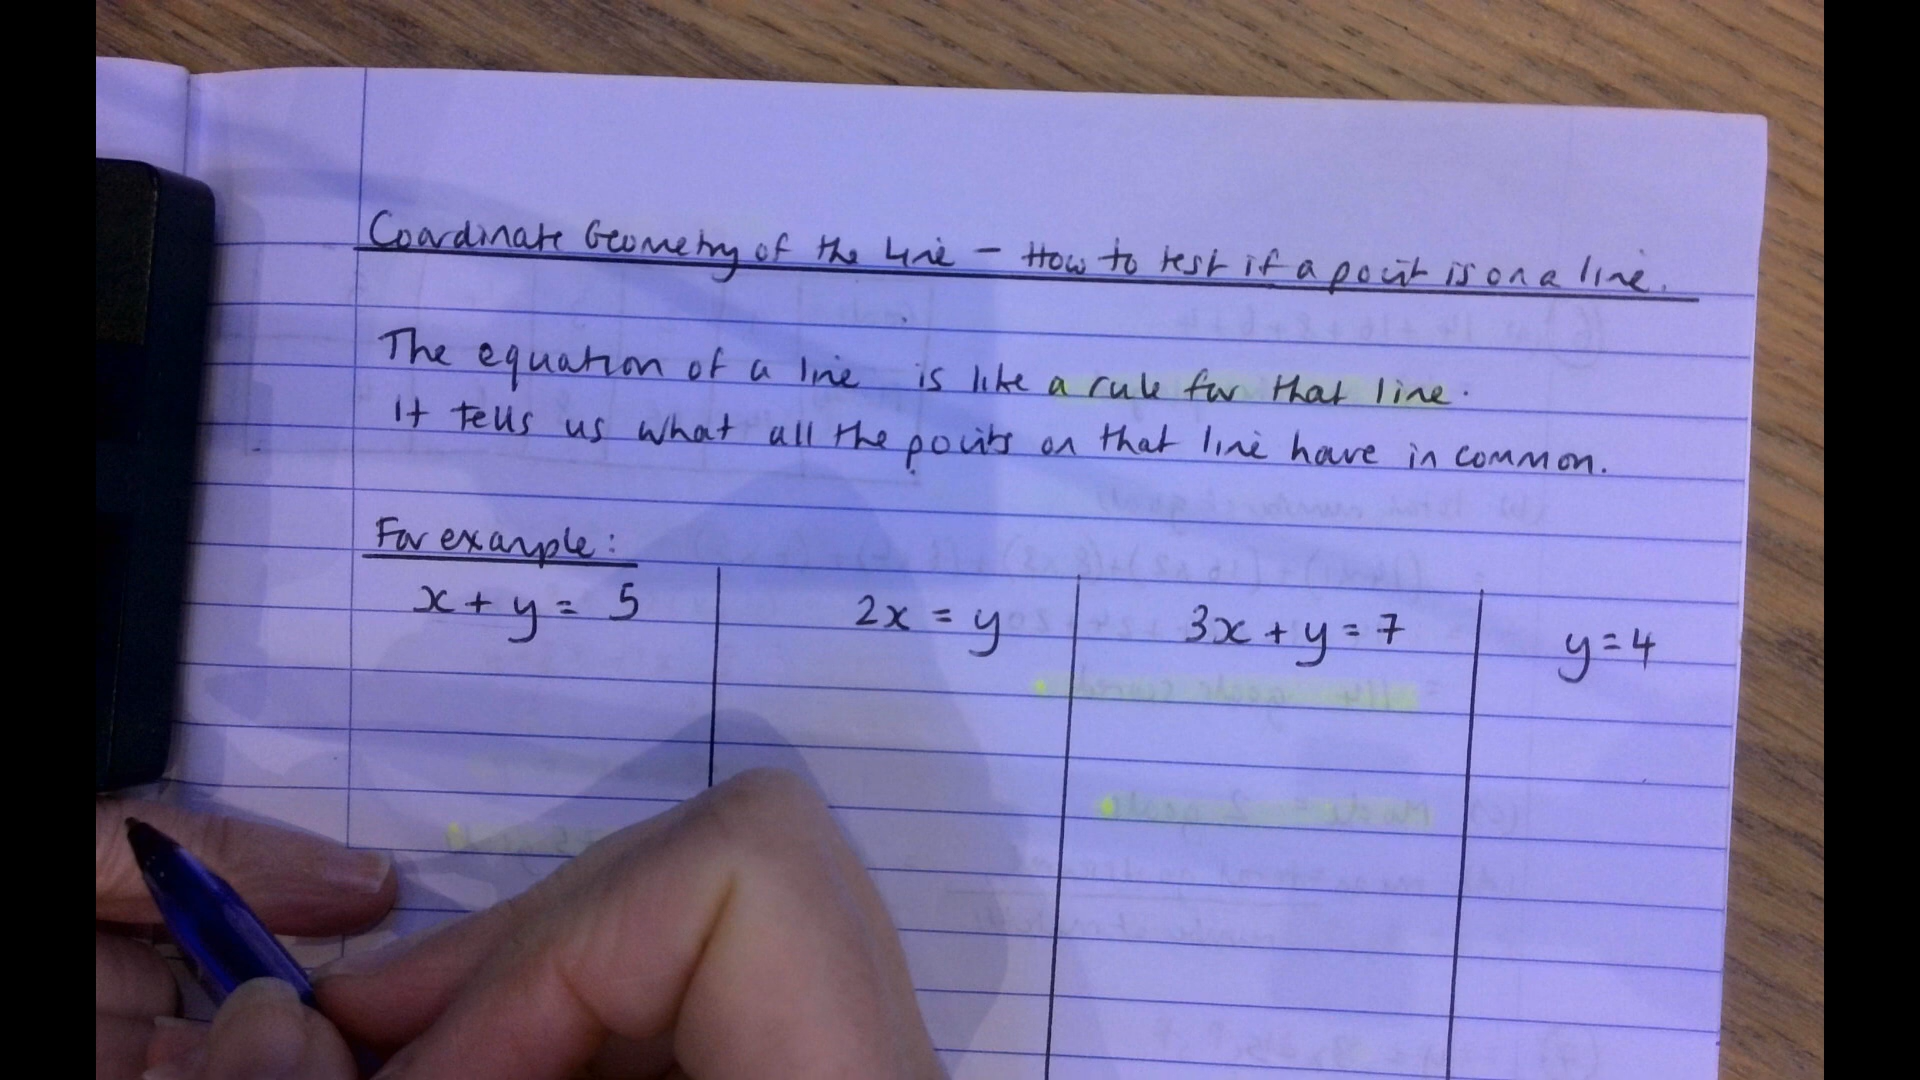 Coordinate Geometry of the line - How to test if a point is on a line.
The equation of a line is like a rule for that line.
It tells us what all the points on that line have in common.
For example:
x + y = 5
2x = y
3x + y = 7
y = 4